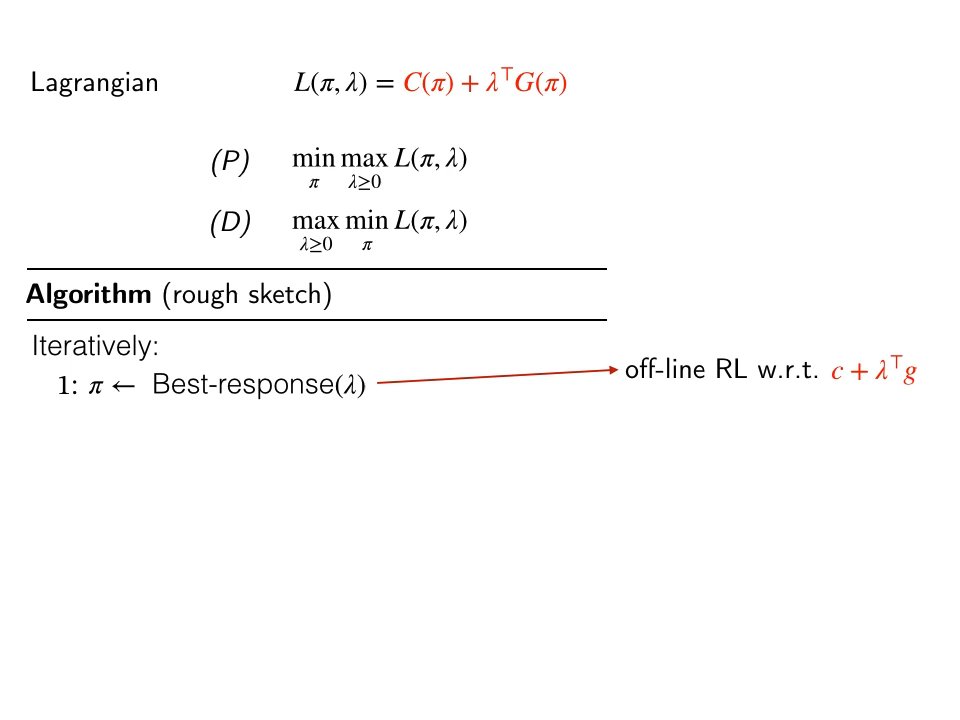 Lagrangian L(π, λ) = C(π) + λ⊤G(π)
(P) min max L(π, λ)
π λ≥0
(D) max min L(π, λ)
λ≥0 π
Algorithm (rough sketch)
Iteratively:
1: π ← Best-response(λ)
off-line RL w.r.t. c + λ⊤g